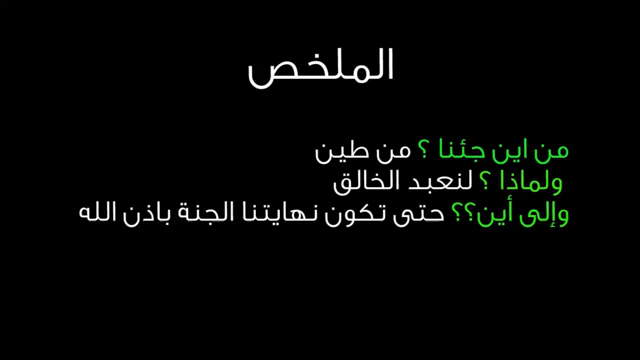 الملخص
من اين جئنا ؟ من طين
ولماذا ؟ لنعبد الخالق
وإلى أين؟؟ حتى تكون نهايتنا الجنة باذن الله